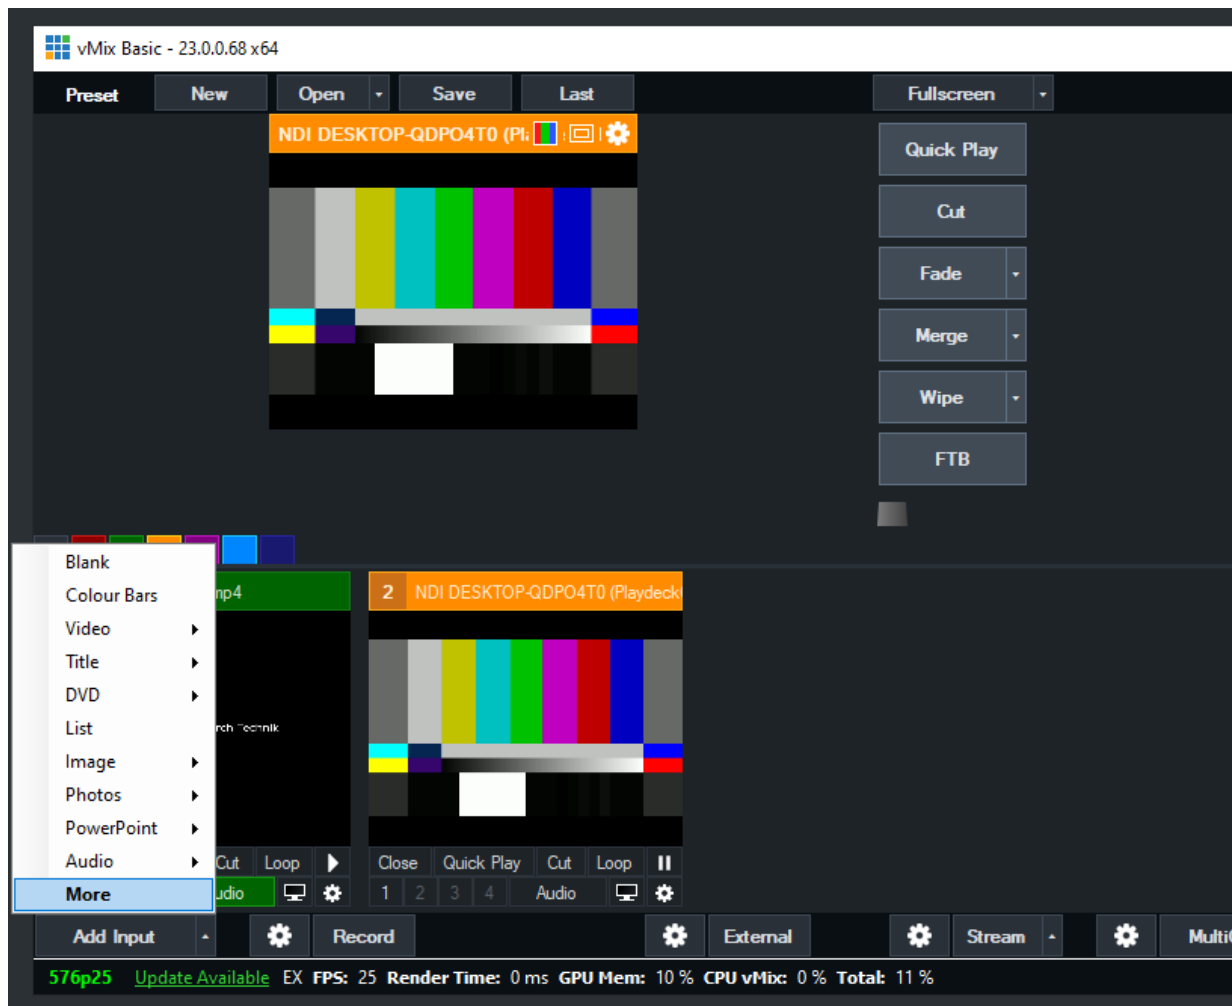 vMix Basic - 23.0.0.68 x64
Preset New Open Save Last Fullscreen
NDI DESKTOP-QDPO4T0
Quick Play
Cut
Fade
Merge
Wipe
FTB
Blank
Colour Bars
Video
Title
DVD
List
Image
Photos
PowerPoint
Audio
More
mp4
Technik
Cut Loop
2 NDI DESKTOP-QDPO4T0 (Playdeck
Close Quick Play Cut Loop
1 2 3 4 Audio
Add Input Record External Stream
576p25 Update Available EX FPS: 25 Render Time: 0 ms GPU Mem: 10 % CPU vMix: 0 % Total: 11 %